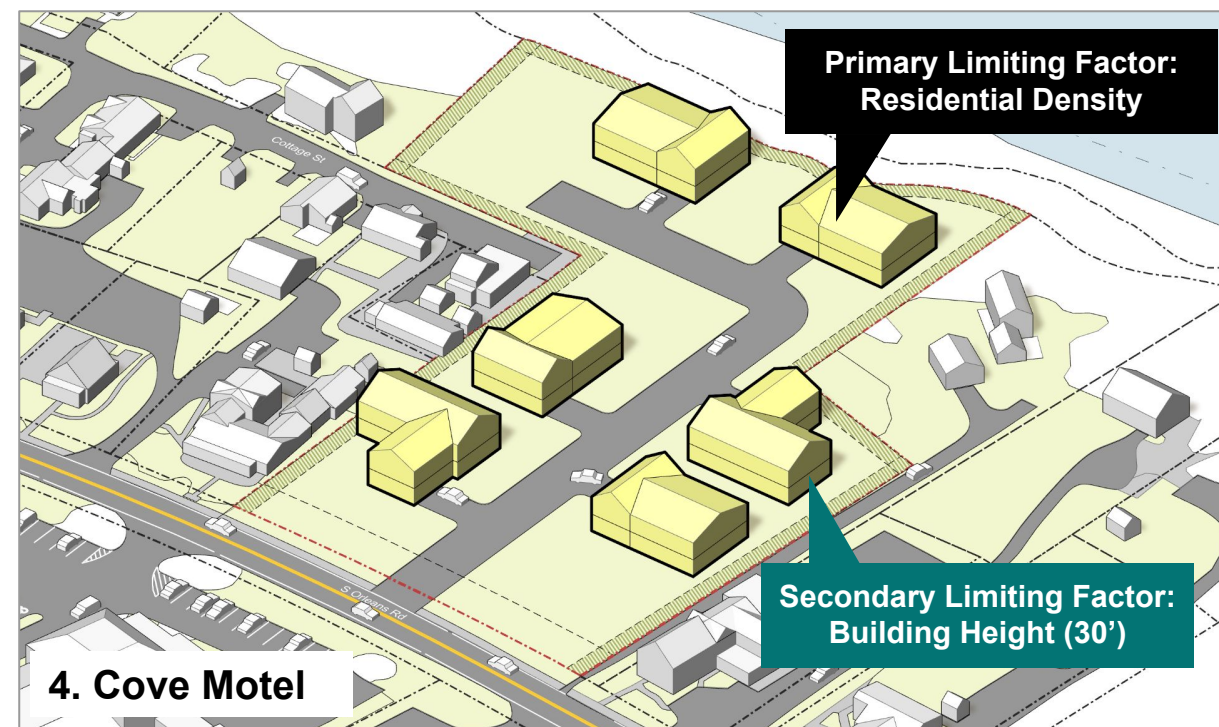 Primary Limiting Factor:
Residential Density
Cottage St
S Orleans Rd
Secondary Limiting Factor:
Building Height (30’)
4. Cove Motel